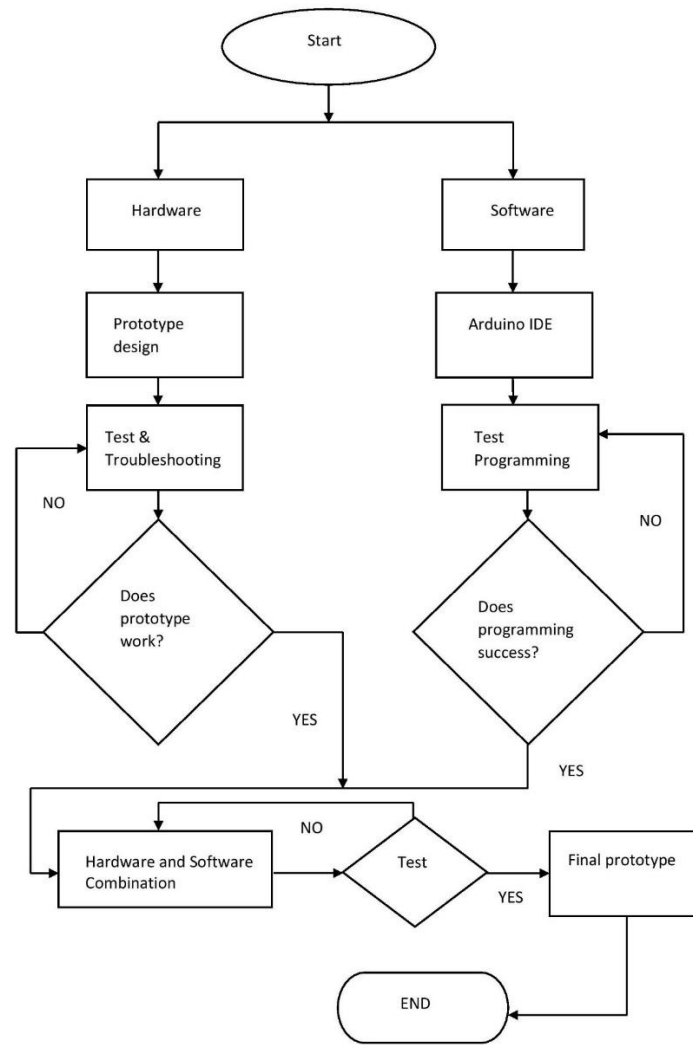 Start
Hardware
Software
Prototype
design
Arduino IDE
Test &
Troubleshooting
Test
Programming
NO
NO
Does
prototype
work?
Does
programming
success?
YES
YES
NO
Hardware and Software
Combination
Test
Final prototype
YES
END